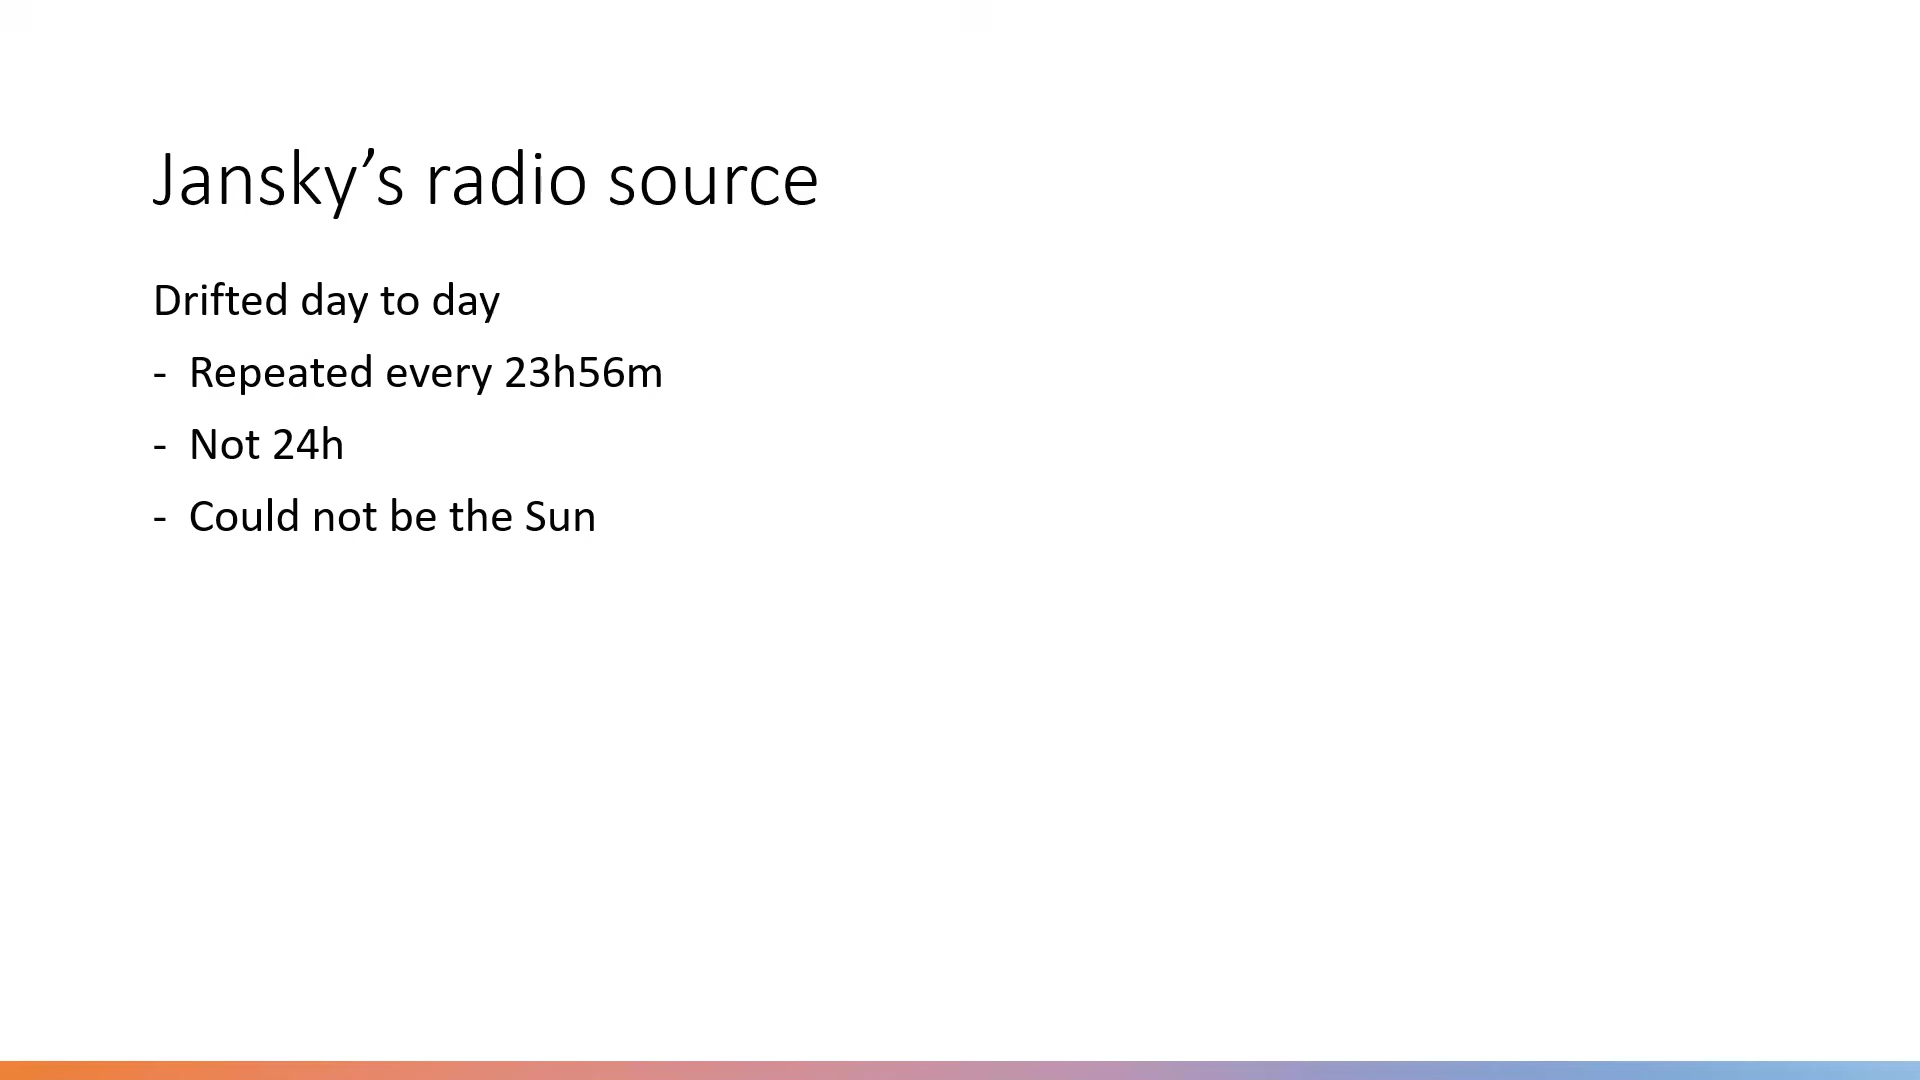 Jansky’s radio source
Drifted day to day
- Repeated every 23h56m
- Not 24h
- Could not be the Sun